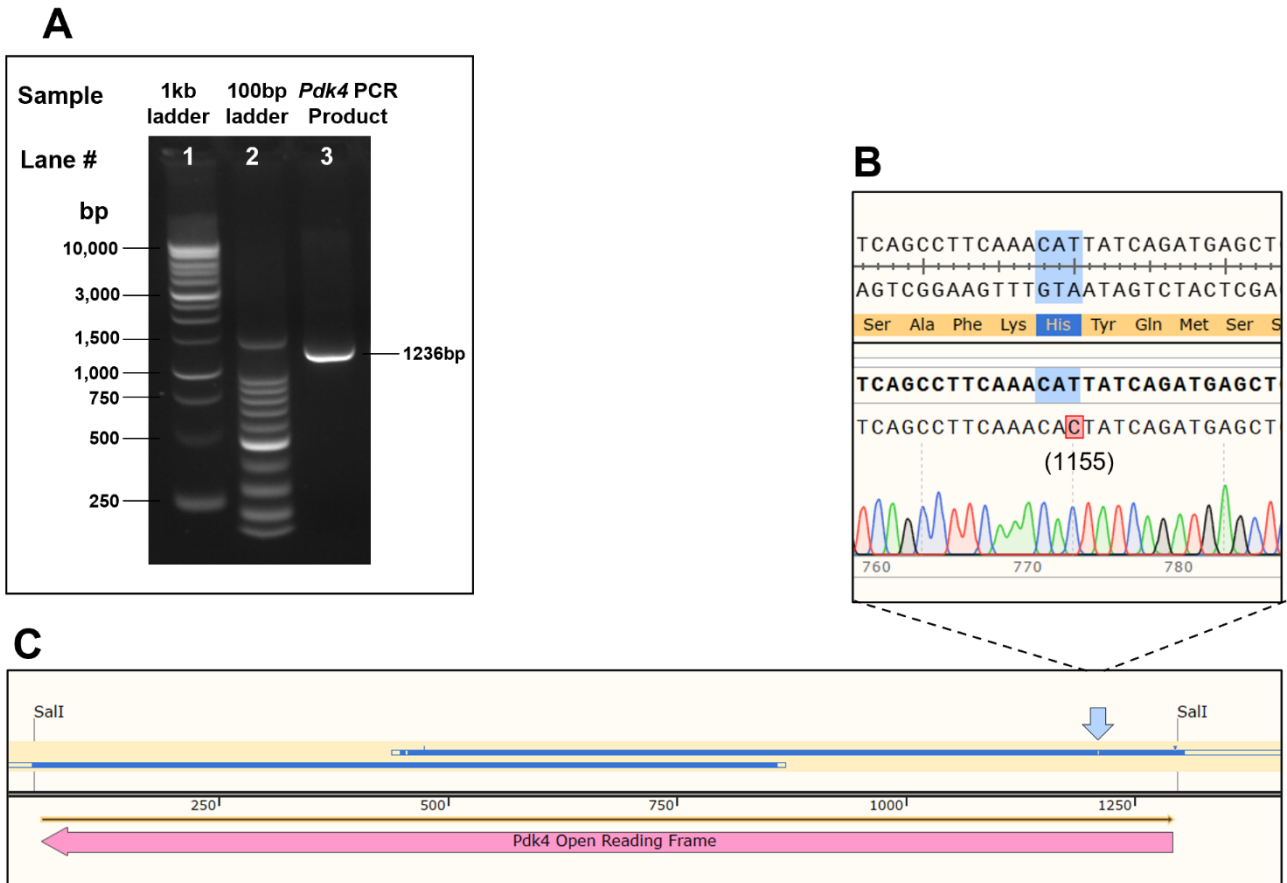 A
Sample
1kb ladder
100bp ladder
Pdk4 PCR Product
Lane #
1 2 3
bp
10,000
3,000
1,500
1,000
750
500
250
1236bp
B
TCAGCCTTCAAACATTATCAGATGAGCT
AGTCGGAAGTTTGTAATAGTCTACTCGA
Ser Ala Phe Lys His Tyr Gln Met Ser S
TCAGCCTTCAAACATTATCAGATGAGCT
TCAGCCTTCAAACACTATCAGATGAGCT
(1155)
760 770 780
C
SalI SalI
250 500 750 1000 1250
Pdk4 Open Reading Frame